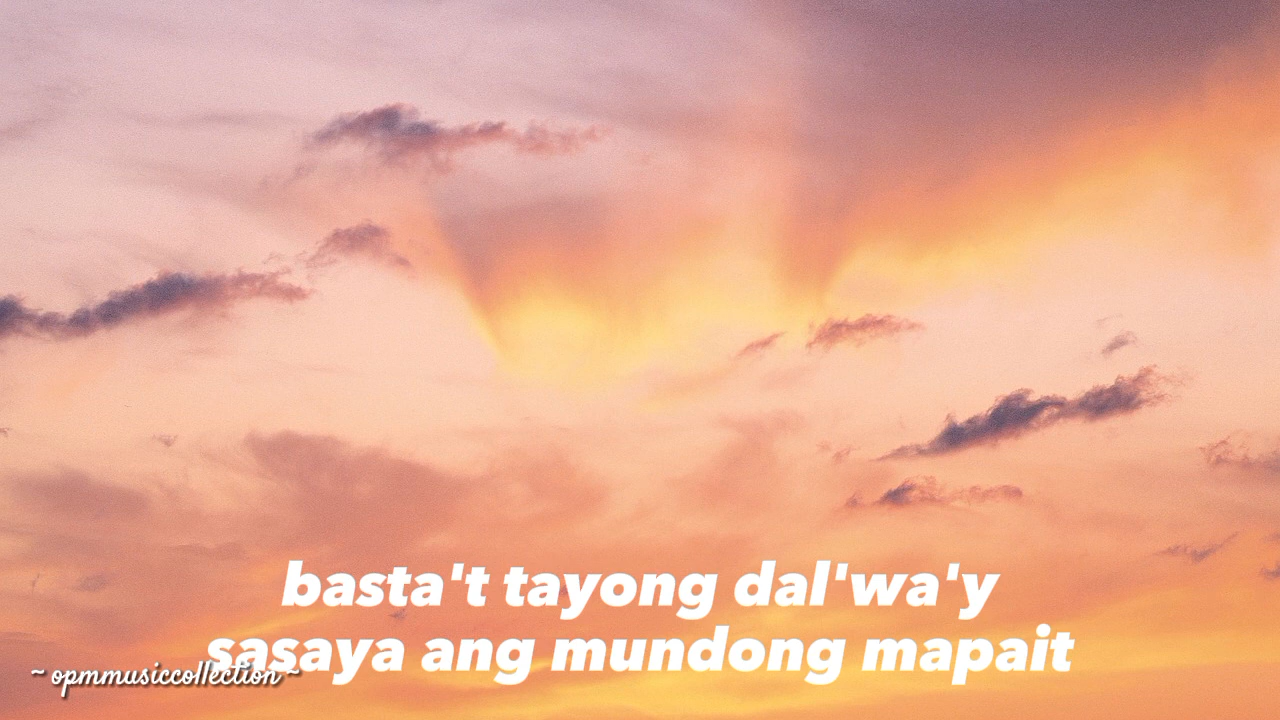 basta't tayong dal'wa'y
sasaya ang mundong mapait
~ opmmusiccollection ~